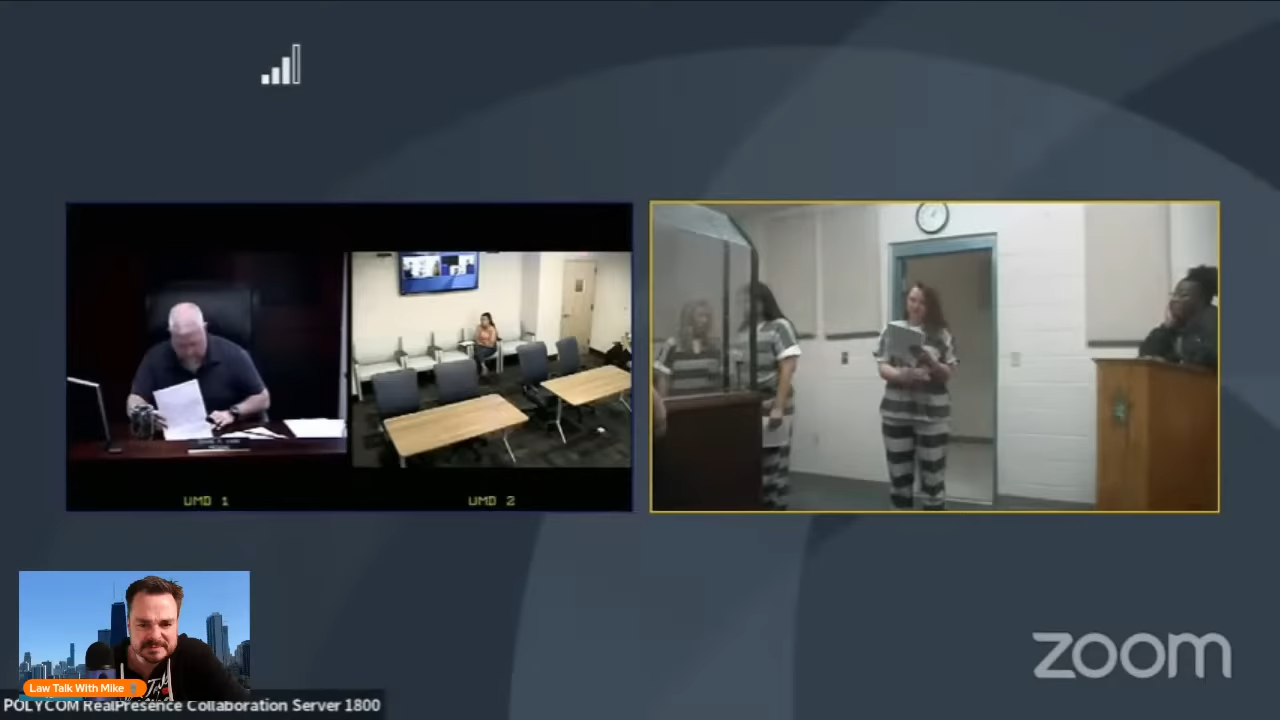 UMD 1
UMD 2
Law Talk With Mike
zoom
POLYCOM RealPresence Collaboration Server 1800